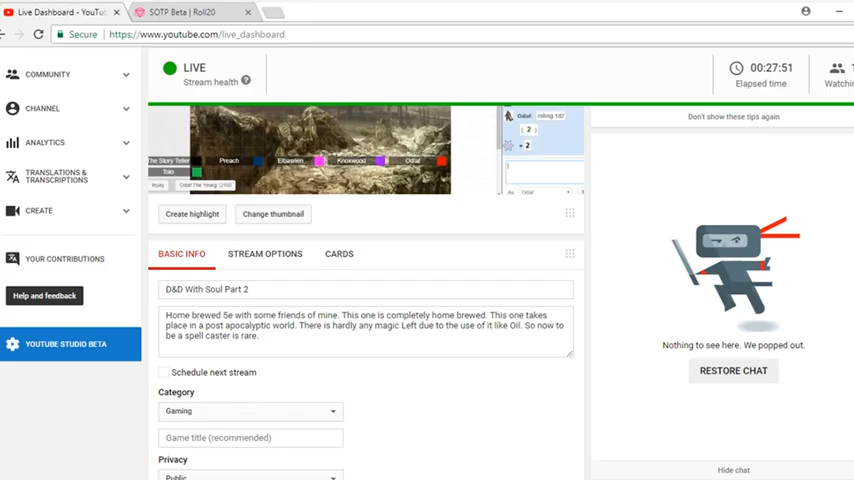 Live Dashboard - YouTu
SOTP Beta | Roll20
Secure
https://www.youtube.com/live_dashboard
COMMUNITY
CHANNEL
ANALYTICS
TRANSLATIONS &
TRANSCRIPTIONS
CREATE
YOUR CONTRIBUTIONS
Help and feedback
YOUTUBE STUDIO BETA
LIVE
Stream health
00:27:51
Elapsed time
Watching
The Story Teller
Preach
Knoxwood
Odlaf
Toio
Odlaf
rolling 1d2
( 2 )
= 2
As:
Odlaf
Create highlight
Change thumbnail
BASIC INFO
STREAM OPTIONS
CARDS
D&D With Soul Part 2
Home brewed 5e with some friends of mine. This one is completely home brewed. This one takes
place in a post apocalyptic world. There is hardly any magic Left due to the use of it like Oil. So now to
be a spell caster is rare.
Schedule next stream
Category
Gaming
Game title (recommended)
Privacy
Public
Don't show these tips again
Nothing to see here. We popped out.
RESTORE CHAT
Hide chat